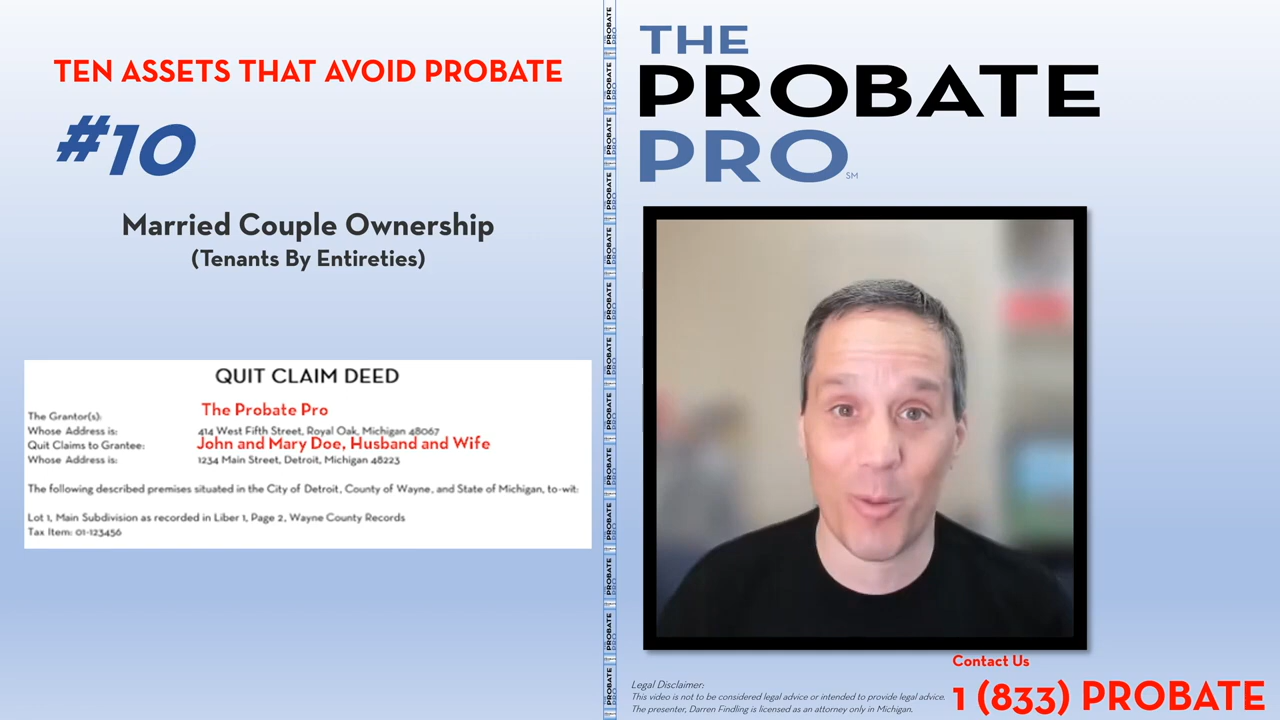 TEN ASSETS THAT AVOID PROBATE
#10
Married Couple Ownership
(Tenants By Entireties)
QUIT CLAIM DEED
The Grantor(s): The Probate Pro
Whose Address is: 414 West Fifth Street, Royal Oak, Michigan 48067
Quit Claims to Grantee: John and Mary Doe, Husband and Wife
Whose Address is: 1234 Main Street, Detroit, Michigan 48223
The following described premises situated in the City of Detroit, County of Wayne, and State of Michigan, to-wit:
Lot 1, Main Subdivision as recorded in Liber 1, Page 2, Wayne County Records
Tax Item: 01-123456
THE
PROBATE
PRO SM
Contact Us
1 (833) PROBATE
Legal Disclaimer:
This video is not to be considered legal advice or intended to provide legal advice.
The presenter, Darren Findling is licensed as an attorney only in Michigan.